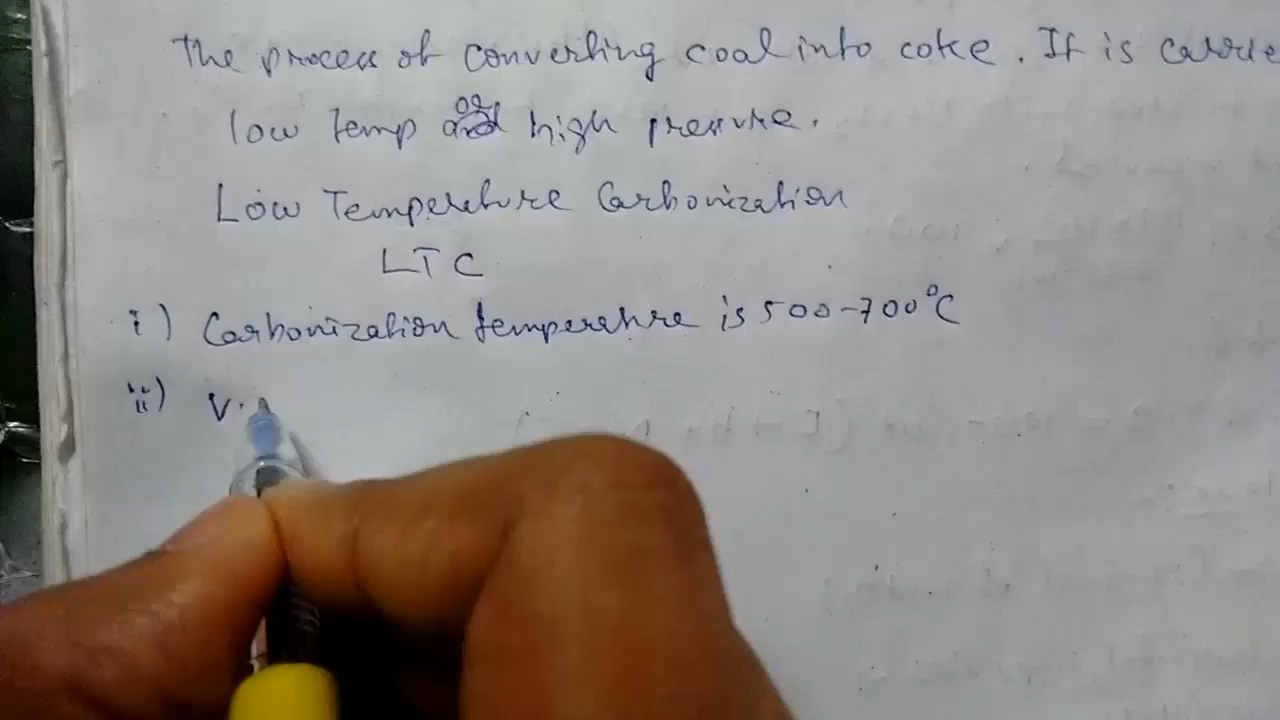 The process of converting coal into coke. It is carrie
low temp or high pressure.
Low Temperature Carbonization
LTC
i) Carbonization temperature is 500-700°C
ii) V.